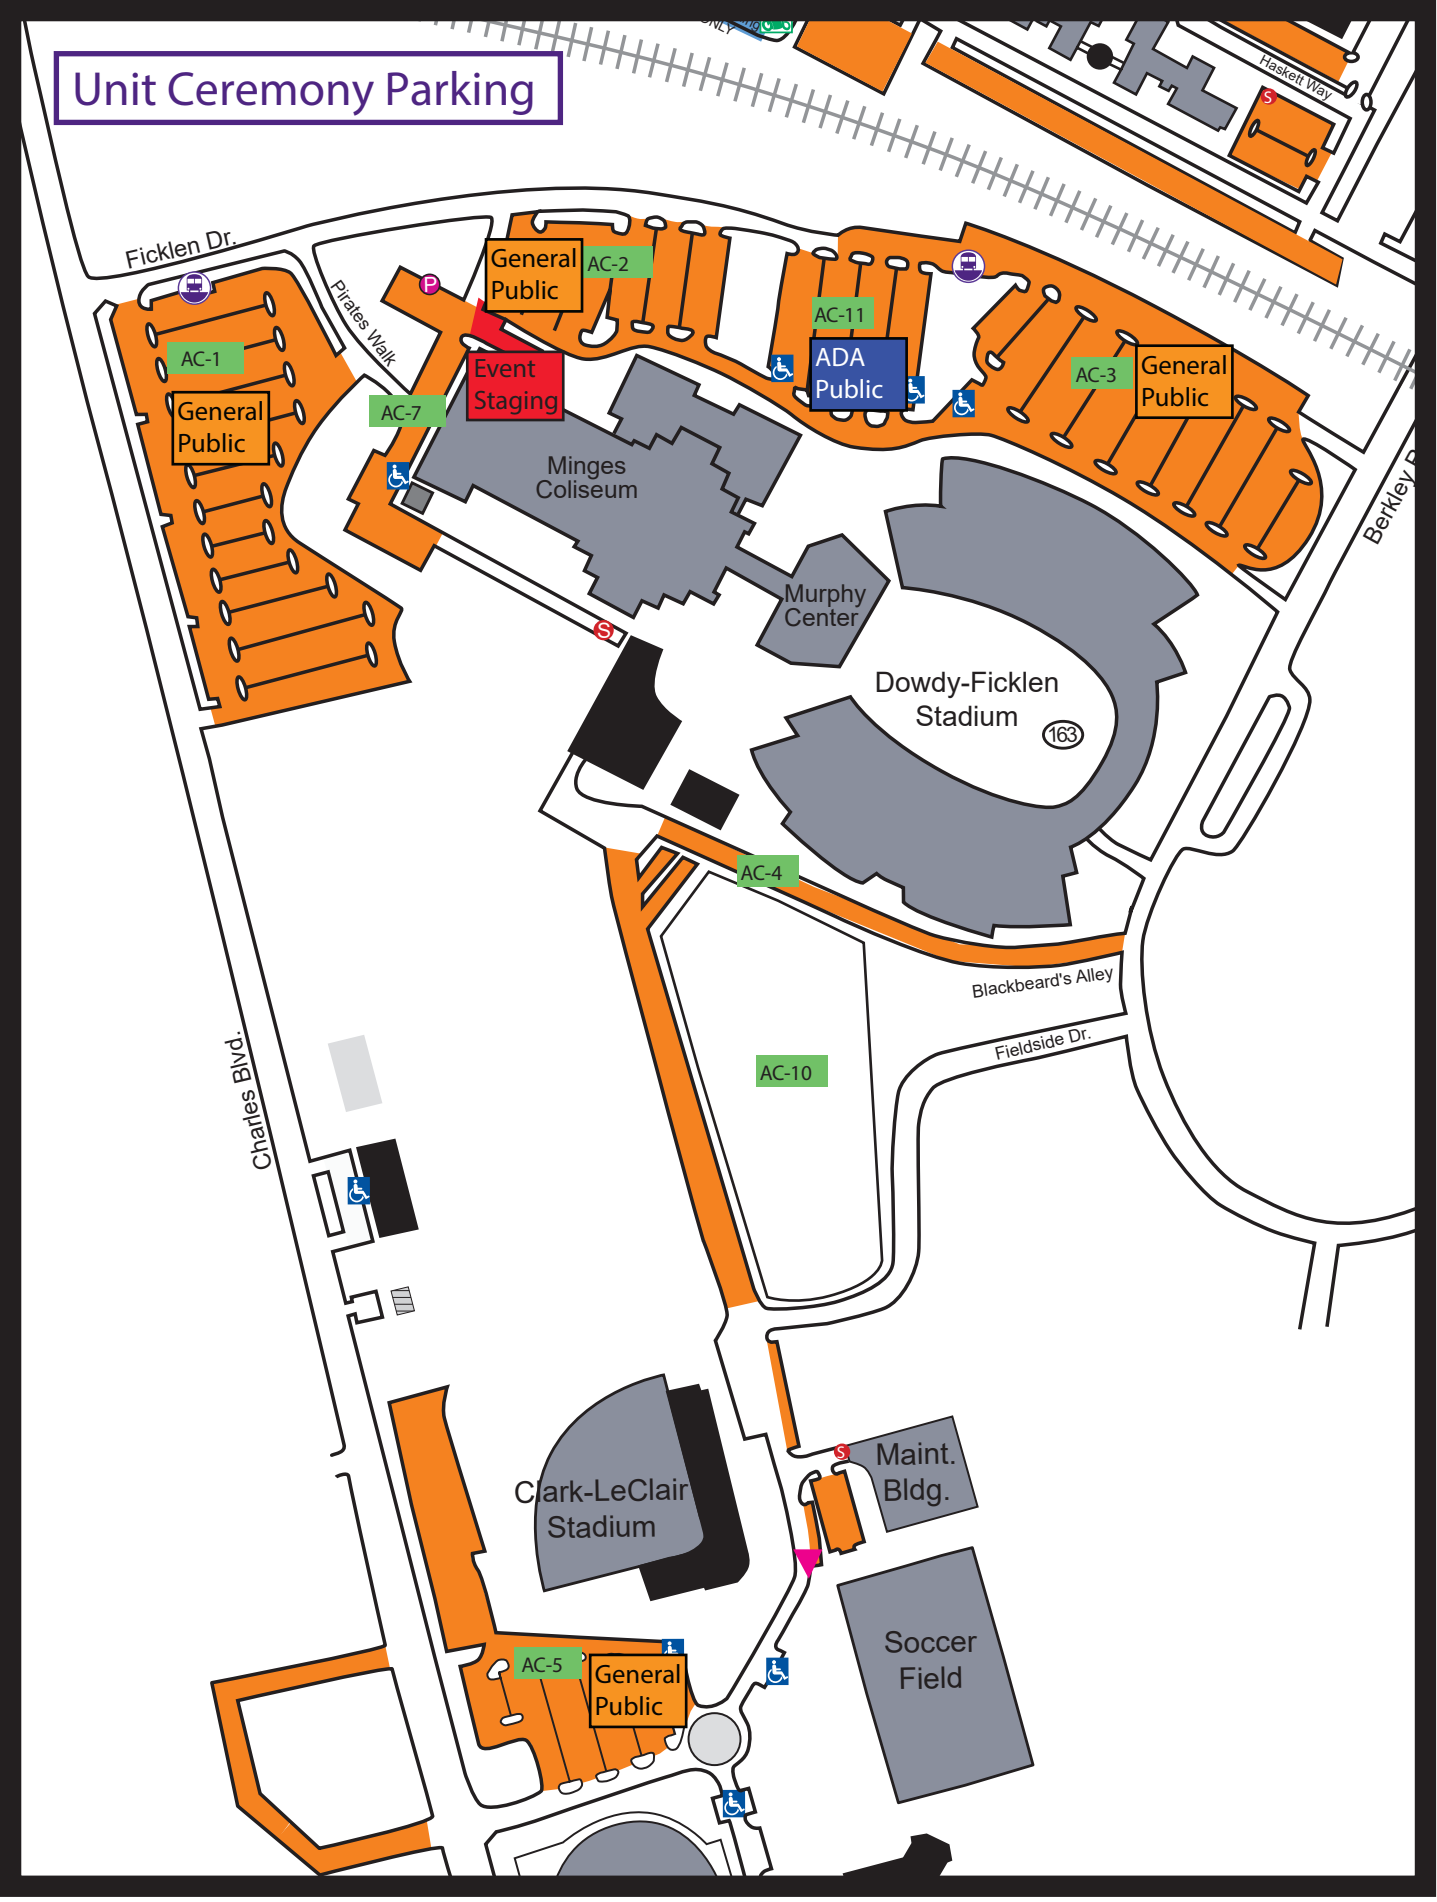 ONLY
Unit Ceremony Parking
Haskett Way
S
Ficklen Dr.
Pirates Walk
P
General
Public
AC-2
AC-11
ADA
Public
AC-3
General
Public
AC-1
General
Public
AC-7
Event
Staging
Minges
Coliseum
Berkley
Murphy
Center
S
Dowdy-Ficklen
Stadium
163
AC-4
Blackbeard's Alley
Fieldside Dr.
AC-10
Charles Blvd.
S
Maint.
Bldg.
Clark-LeClair
Stadium
Soccer
Field
AC-5
General
Public